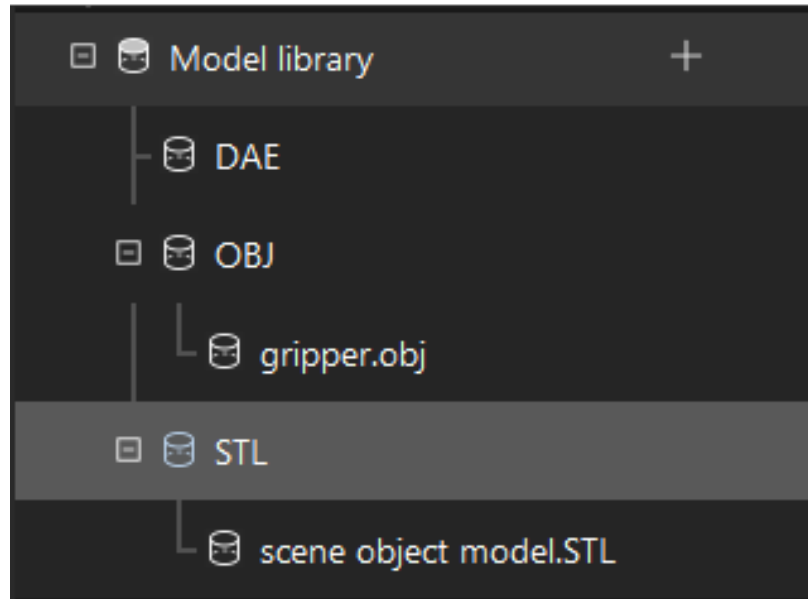 Model library
DAE
OBJ
gripper.obj
STL
scene object model.STL